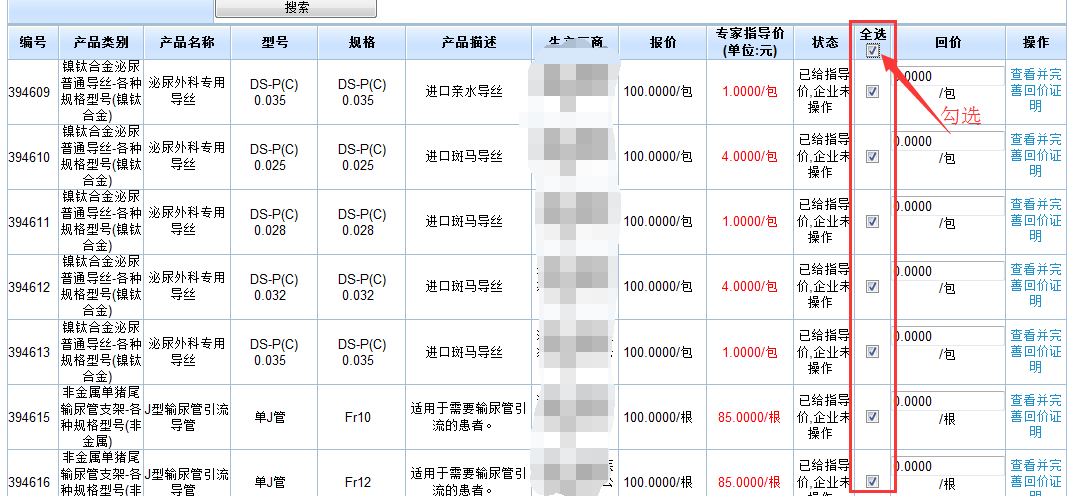 搜索
编号 产品类别 产品名称 型号 规格 产品描述 生产厂商 报价 专家指导价 状态 全选 回价 操作
(单位:元)
394609 镍钛合金泌尿 泌尿外科专用 DS-P(C) DS-P(C) 进口亲水导丝 100.0000/包 1.0000/包 已给指导 .0000 查看并完
普通导丝-各种 导丝 0.035 0.035 价,企业未 /包 善回价证
规格型号(镍钛 操作 明
合金)
勾选
394610 镍钛合金泌尿 泌尿外科专用 DS-P(C) DS-P(C) 进口斑马导丝 100.0000/包 4.0000/包 已给指导 0.0000 查看并完
普通导丝-各种 导丝 0.025 0.025 价,企业未 /包 善回价证
规格型号(镍钛 操作 明
合金)
394611 镍钛合金泌尿 泌尿外科专用 DS-P(C) DS-P(C) 进口斑马导丝 100.0000/包 1.0000/包 已给指导 0.0000 查看并完
普通导丝-各种 导丝 0.028 0.028 价,企业未 /包 善回价证
规格型号(镍钛 操作 明
合金)
394612 镍钛合金泌尿 泌尿外科专用 DS-P(C) DS-P(C) 进口斑马导丝 100.0000/包 4.0000/包 已给指导 0.0000 查看并完
普通导丝-各种 导丝 0.032 0.032 价,企业未 /包 善回价证
规格型号(镍钛 操作 明
合金)
394613 镍钛合金泌尿 泌尿外科专用 DS-P(C) DS-P(C) 进口斑马导丝 100.0000/包 1.0000/包 已给指导 0.0000 查看并完
普通导丝-各种 导丝 0.035 0.035 价,企业未 /包 善回价证
规格型号(镍钛 操作 明
合金)
394615 非金属单猪尾 J型输尿管引流 单J管 Fr10 适用于需要输尿管引 100.0000/根 85.0000/根 已给指导 0.0000 查看并完
输尿管支架-各 导管 流的患者。 价,企业未 /根 善回价证
种规格型号(非 操作 明
金属)
394616 非金属单猪尾 J型输尿管引流 单J管 Fr12 适用于需要输尿管引 100.0000/根 85.0000/根 已给指导 0.0000 查看并完
输尿管支架-各 导管 流的患者。 价,企业未 /根 善回价证
种规格型号(非 操作 明